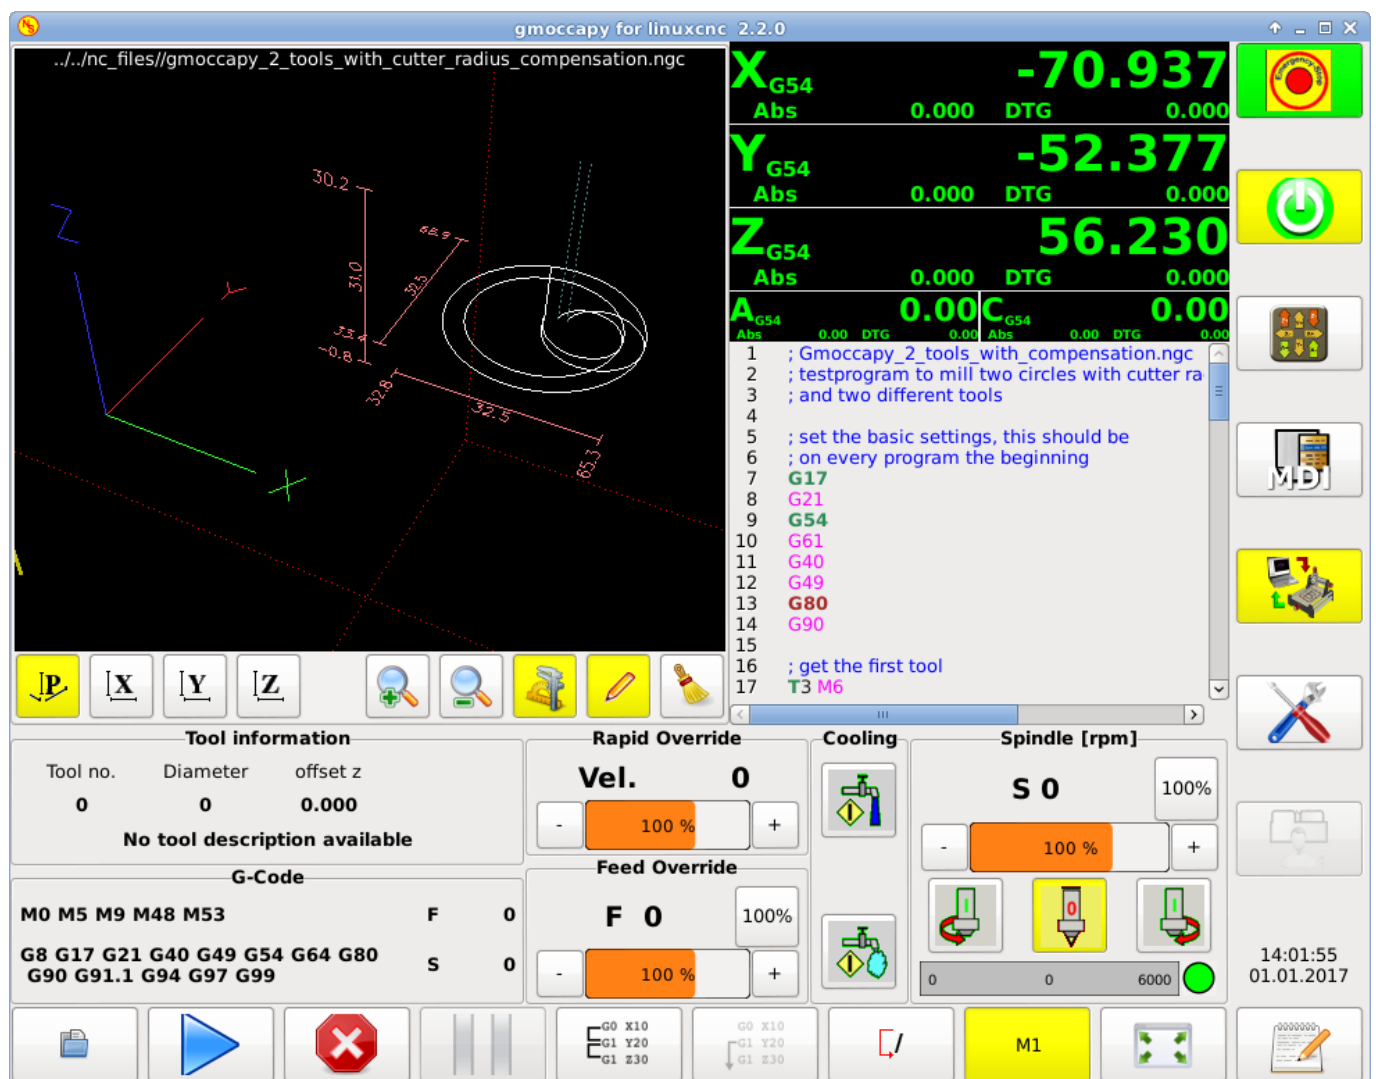 gmoccapy for linuxcnc 2.2.0
../../nc_files//gmoccapy_2_tools_with_cutter_radius_compensation.ngc
30.2
Z
65.9
31.0
32.5
Y
33.4
-0.8
32.8
32.5
65.3
X
X G54 -70.937
Abs 0.000 DTG 0.000
Y G54 -52.377
Abs 0.000 DTG 0.000
Z G54 56.230
Abs 0.000 DTG 0.000
A G54 0.00 C G54 0.00
Abs 0.00 DTG 0.00 Abs 0.00 DTG 0.00
1 ; Gmoccapy_2_tools_with_compensation.ngc
2 ; testprogram to mill two circles with cutter ra
3 ; and two different tools
4
5 ; set the basic settings, this should be
6 ; on every program the beginning
7 G17
8 G21
9 G54
10 G61
11 G40
12 G49
13 G80
14 G90
15
16 ; get the first tool
17 T3 M6
Emergency-Stop
MDI
P X Y Z
Tool information
Tool no. Diameter offset z
0 0 0.000
No tool description available
G-Code
M0 M5 M9 M48 M53 F 0
G8 G17 G21 G40 G49 G54 G64 G80
G90 G91.1 G94 G97 G99
S 0
Rapid Override
Vel. 0
- 100 % +
Feed Override
F 0 100%
- 100 % +
Cooling
Spindle [rpm]
S 0 100%
- 100 % +
I 0 I
0 0 6000
14:01:55
01.01.2017
G0 X10
G1 Y20
G1 Z30
G0 X10
G1 Y20
G1 Z30
/
M1